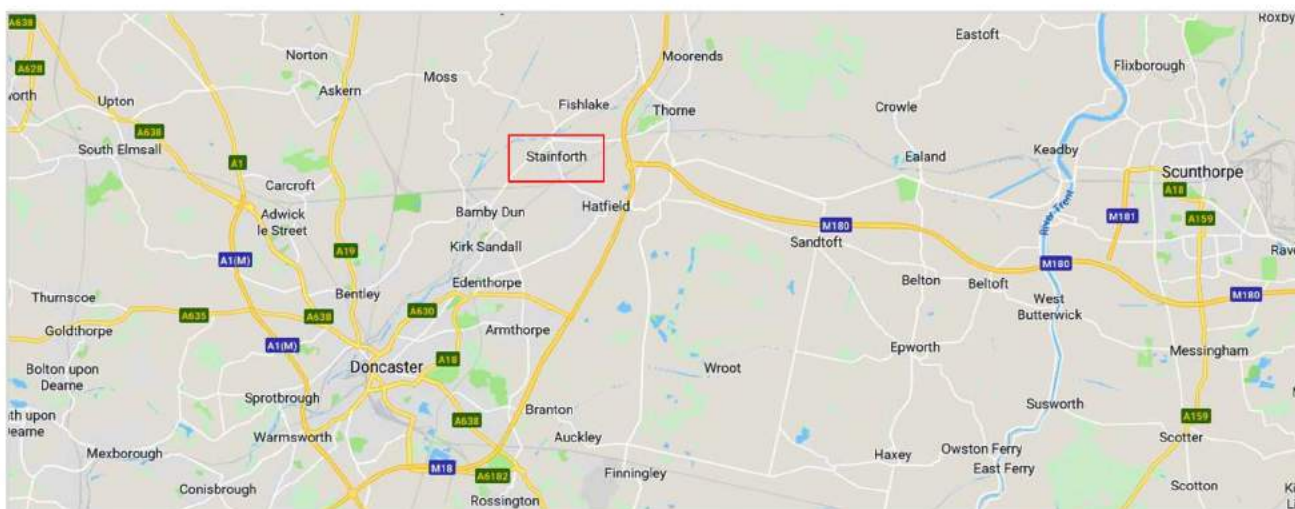 A638
Roxby
Eastoft
Norton
Moorends
Flixborough
A628
Moss
Askern
worth
Upton
Fishlake
Thorne
Crowle
A638
South Elmsall
Stainforth
Ealand
Keadby
A1
Scunthorpe
Carcroft
A18
Hatfield
Barnby Dun
River Trent
M181
A159
Adwick
le Street
M180
Sandtoft
Kirk Sandall
A19
Rave
A1(M)
M180
Belton
Beltoft
Edenthorpe
Bentley
Thurnscoe
M180
West
Butterwick
A635
A638
A630
Armthorpe
Goldthorpe
A1(M)
Epworth
Messingham
A18
Doncaster
Wroot
Bolton upon
Dearne
Sprotbrough
Susworth
Branton
ath upon
Dearne
A638
A159
Warmsworth
Auckley
Scotter
Mexborough
Owston Ferry
Haxey
M18
East Ferry
Finningley
A6182
Conisbrough
Scotton
Rossington
Ki
Li